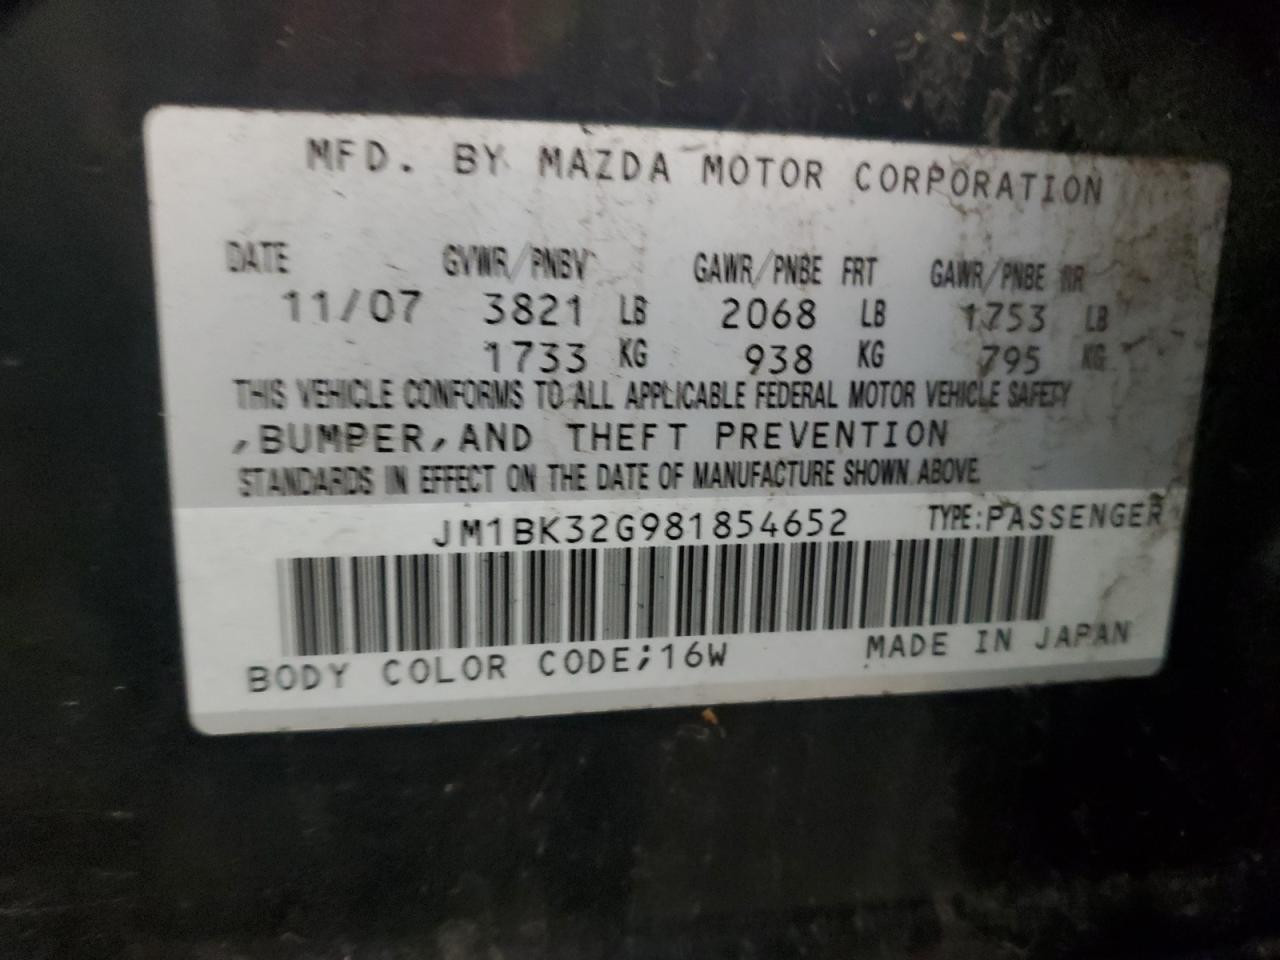 MFD. BY MAZDA MOTOR CORPORATION
DATE GVWR/PNBV GAWR/PNBE FRT GAWR/PNBE RR
11/07 3821 LB 2068 LB 1753 LB
1733 KG 938 KG 795 KG
THIS VEHICLE CONFORMS TO ALL APPLICABLE FEDERAL MOTOR VEHICLE SAFETY
,BUMPER,AND THEFT PREVENTION
STANDARDS IN EFFECT ON THE DATE OF MANUFACTURE SHOWN ABOVE.
JM1BK32G981854652 TYPE:PASSENGER
BODY COLOR CODE;16W MADE IN JAPAN